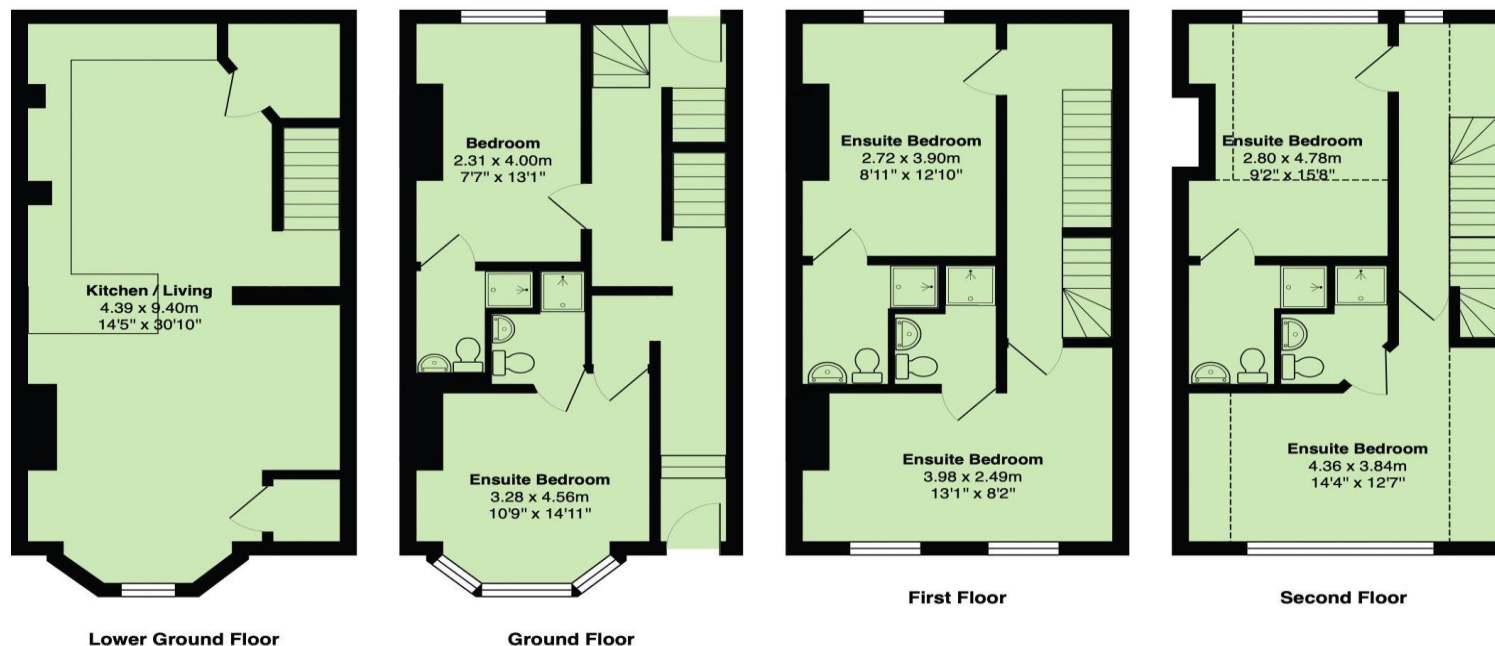 Kitchen / Living
4.39 x 9.40m
14'5" x 30'10"
Lower Ground Floor
Bedroom
2.31 x 4.00m
7'7" x 13'1"
Ensuite Bedroom
3.28 x 4.56m
10'9" x 14'11"
Ground Floor
Ensuite Bedroom
2.72 x 3.90m
8'11" x 12'10"
Ensuite Bedroom
3.98 x 2.49m
13'1" x 8'2"
First Floor
Ensuite Bedroom
2.80 x 4.78m
9'2" x 15'8"
Ensuite Bedroom
4.36 x 3.84m
14'4" x 12'7"
Second Floor